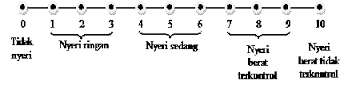 0 1 2 3 4 5 6 7 8 9 10
Tidak
nyeri
Nyeri ringan
Nyeri sedang
Nyeri
berat
terkontrol
Nyeri
berat tidak
terkontrol